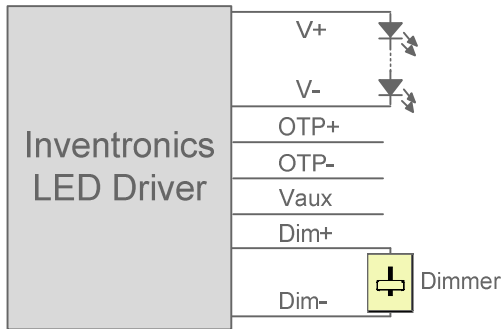 V+
V-
Inventronics
LED Driver
OTP+
OTP-
Vaux
Dim+
Dimmer
Dim-